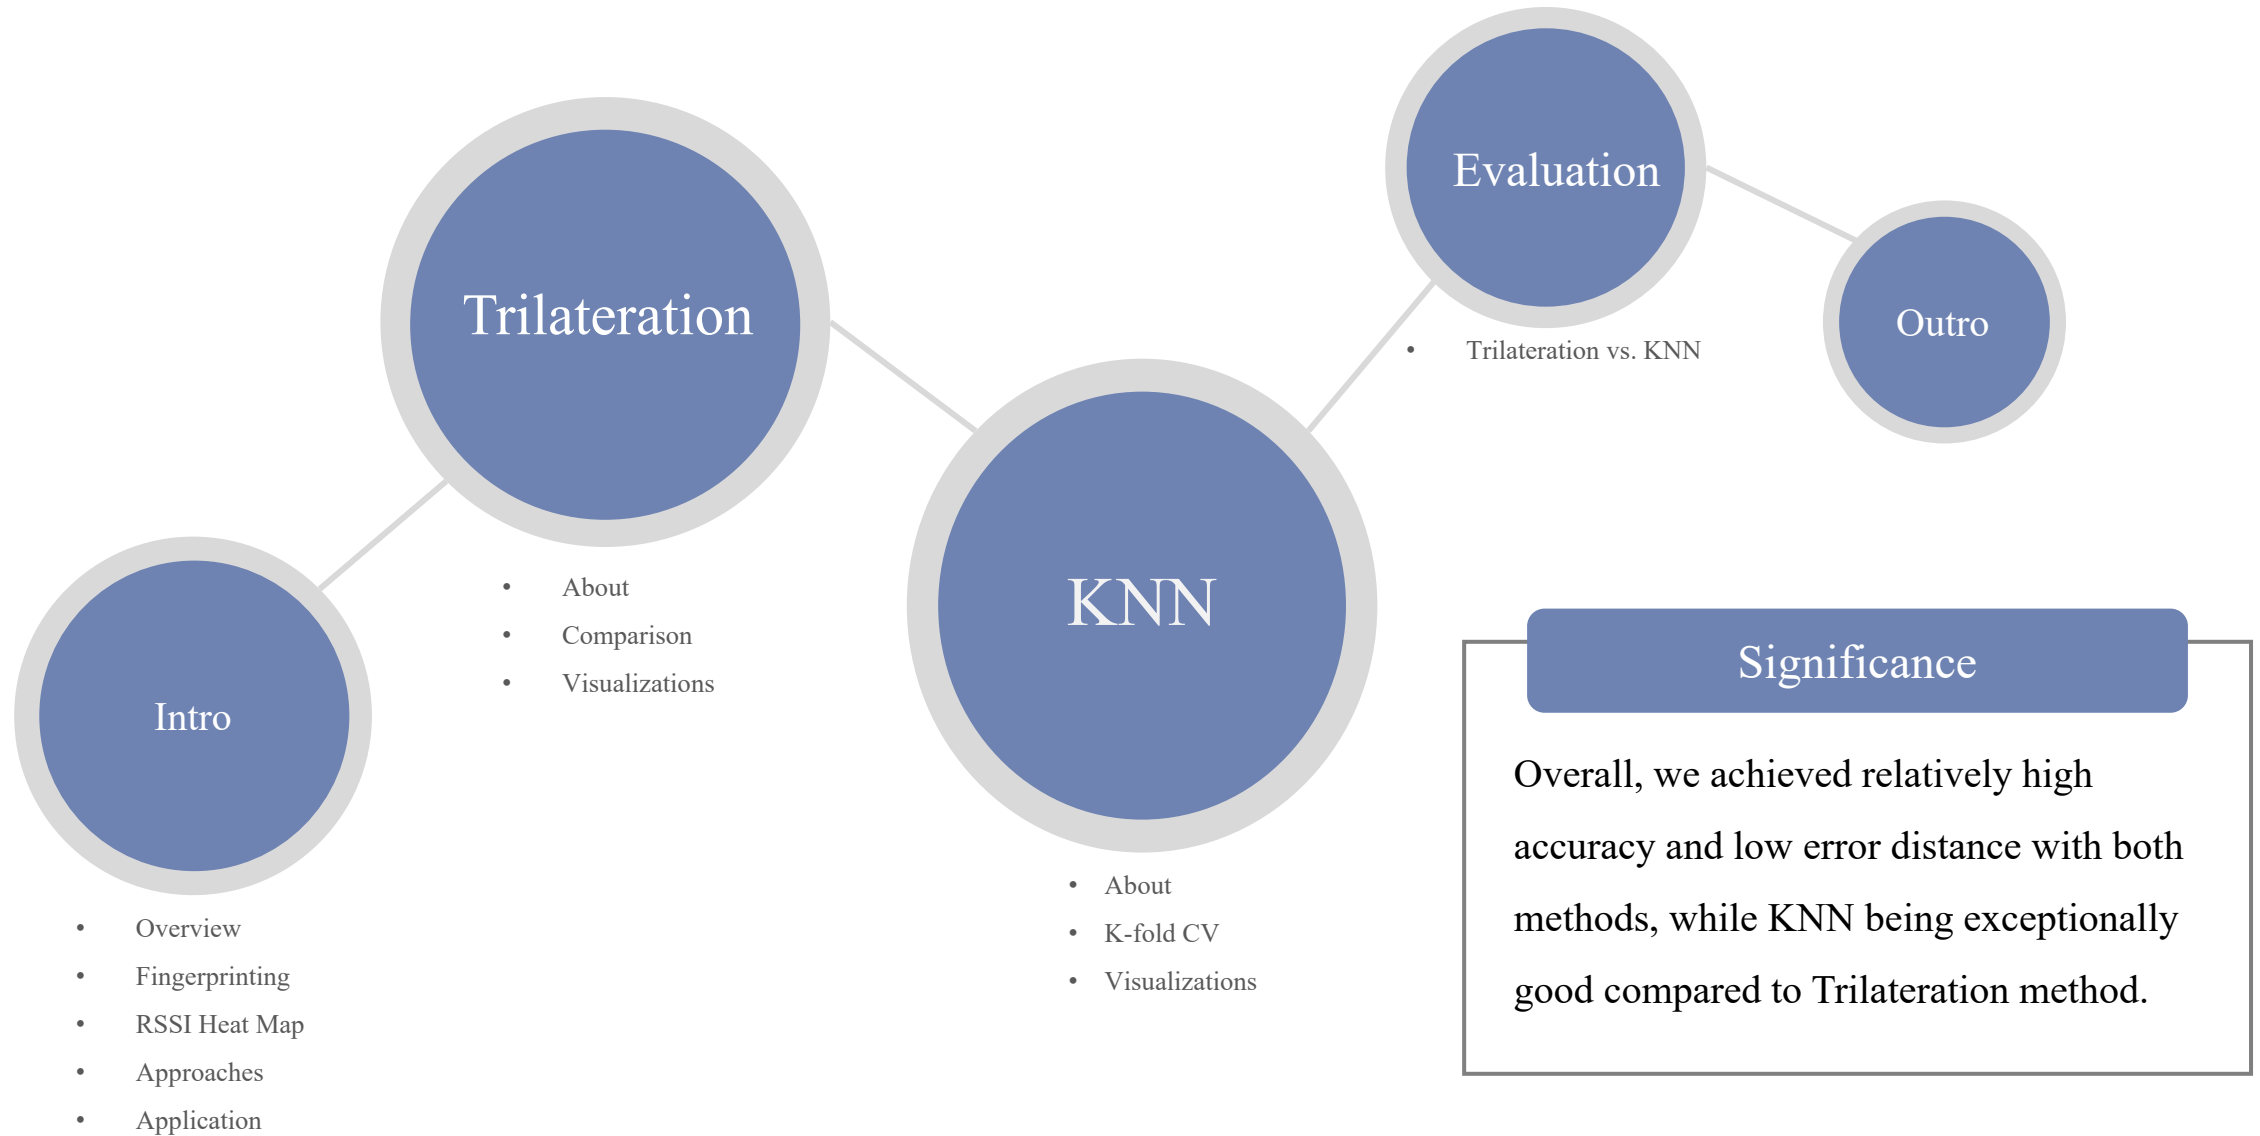 Intro
• Overview
• Fingerprinting
• RSSI Heat Map
• Approaches
• Application
Trilateration
• About
• Comparison
• Visualizations
KNN
• About
• K-fold CV
• Visualizations
Evaluation
• Trilateration vs. KNN
Outro
Significance
Overall, we achieved relatively high
accuracy and low error distance with both
methods, while KNN being exceptionally
good compared to Trilateration method.